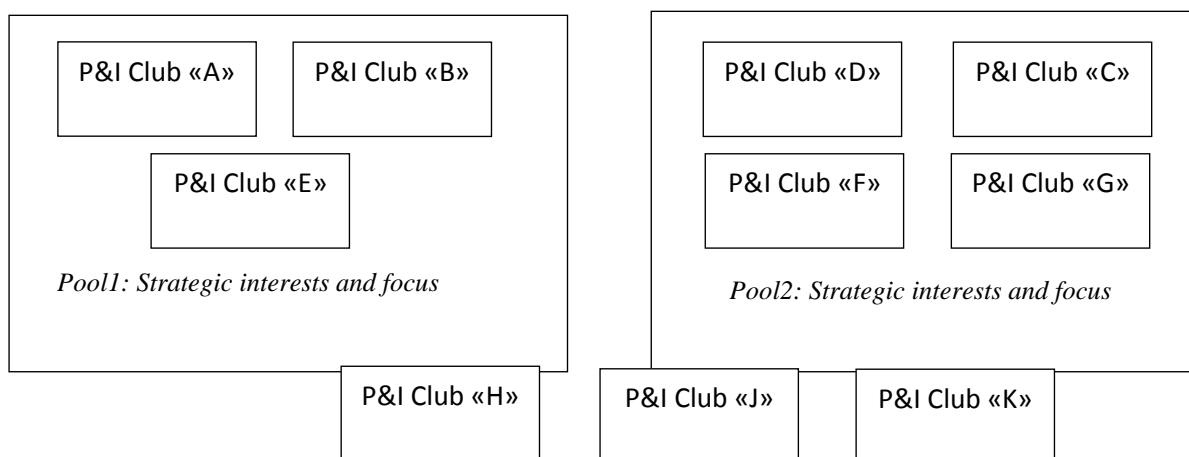 P&I Club «A»
P&I Club «B»
P&I Club «E»
Pool1: Strategic interests and focus
P&I Club «D»
P&I Club «C»
P&I Club «F»
P&I Club «G»
Pool2: Strategic interests and focus
P&I Club «H»
P&I Club «J»
P&I Club «K»